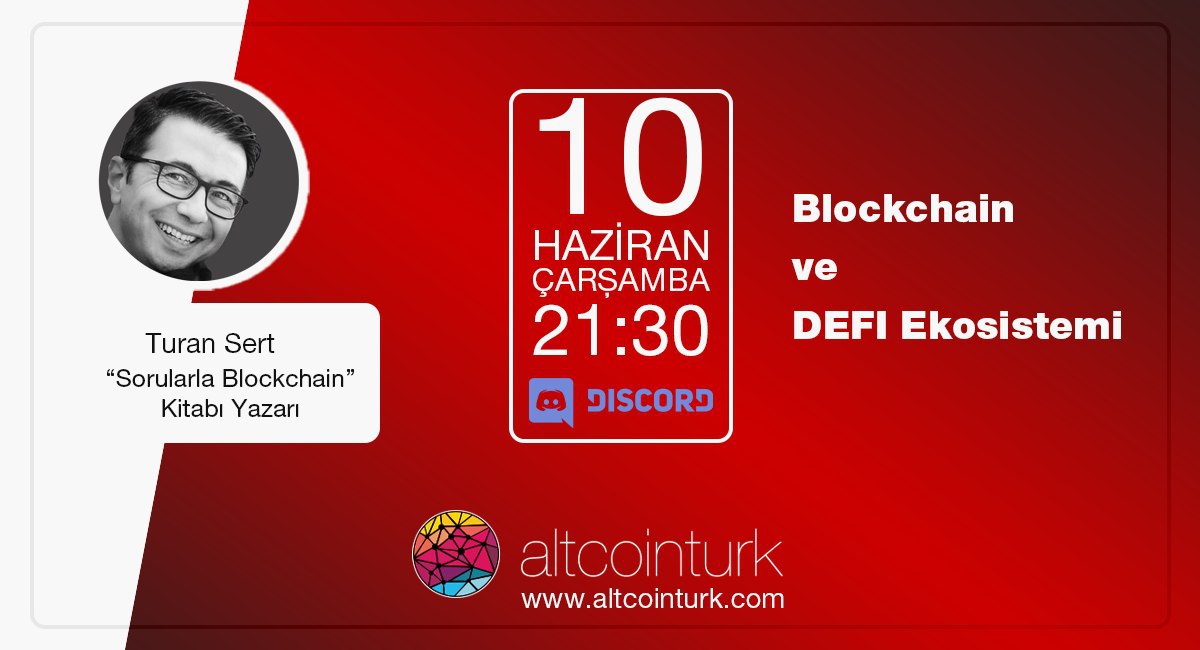 Turan Sert
“Sorularla Blockchain”
Kitabı Yazarı
10
HAZİRAN
ÇARŞAMBA
21:30
DISCORD
Blockchain
ve
DEFI Ekosistemi
altcointurk
www.altcointurk.com